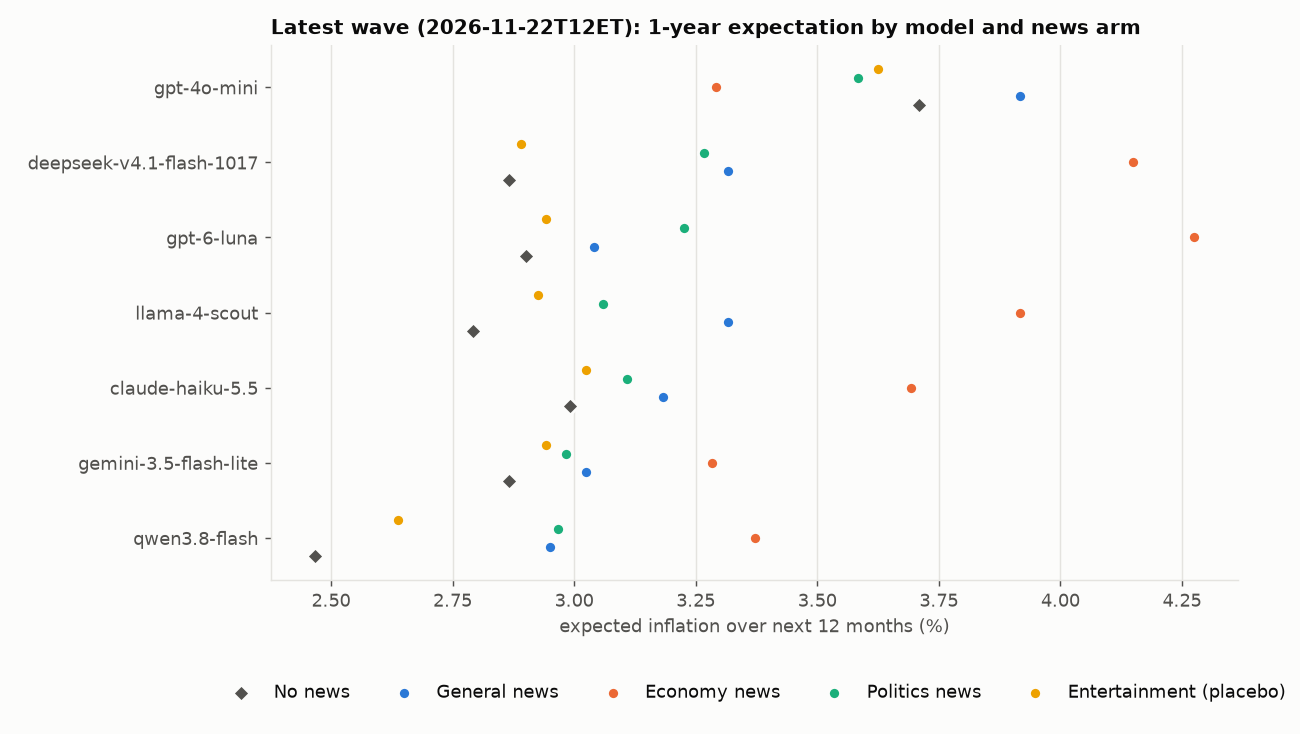 Latest wave (2026-11-22T12ET): 1-year expectation by model and news arm
gpt-4o-mini
deepseek-v4.1-flash-1017
gpt-6-luna
llama-4-scout
claude-haiku-5.5
gemini-3.5-flash-lite
qwen3.8-flash
2.50 2.75 3.00 3.25 3.50 3.75 4.00 4.25
expected inflation over next 12 months (%)
No news General news Economy news Politics news Entertainment (placebo)